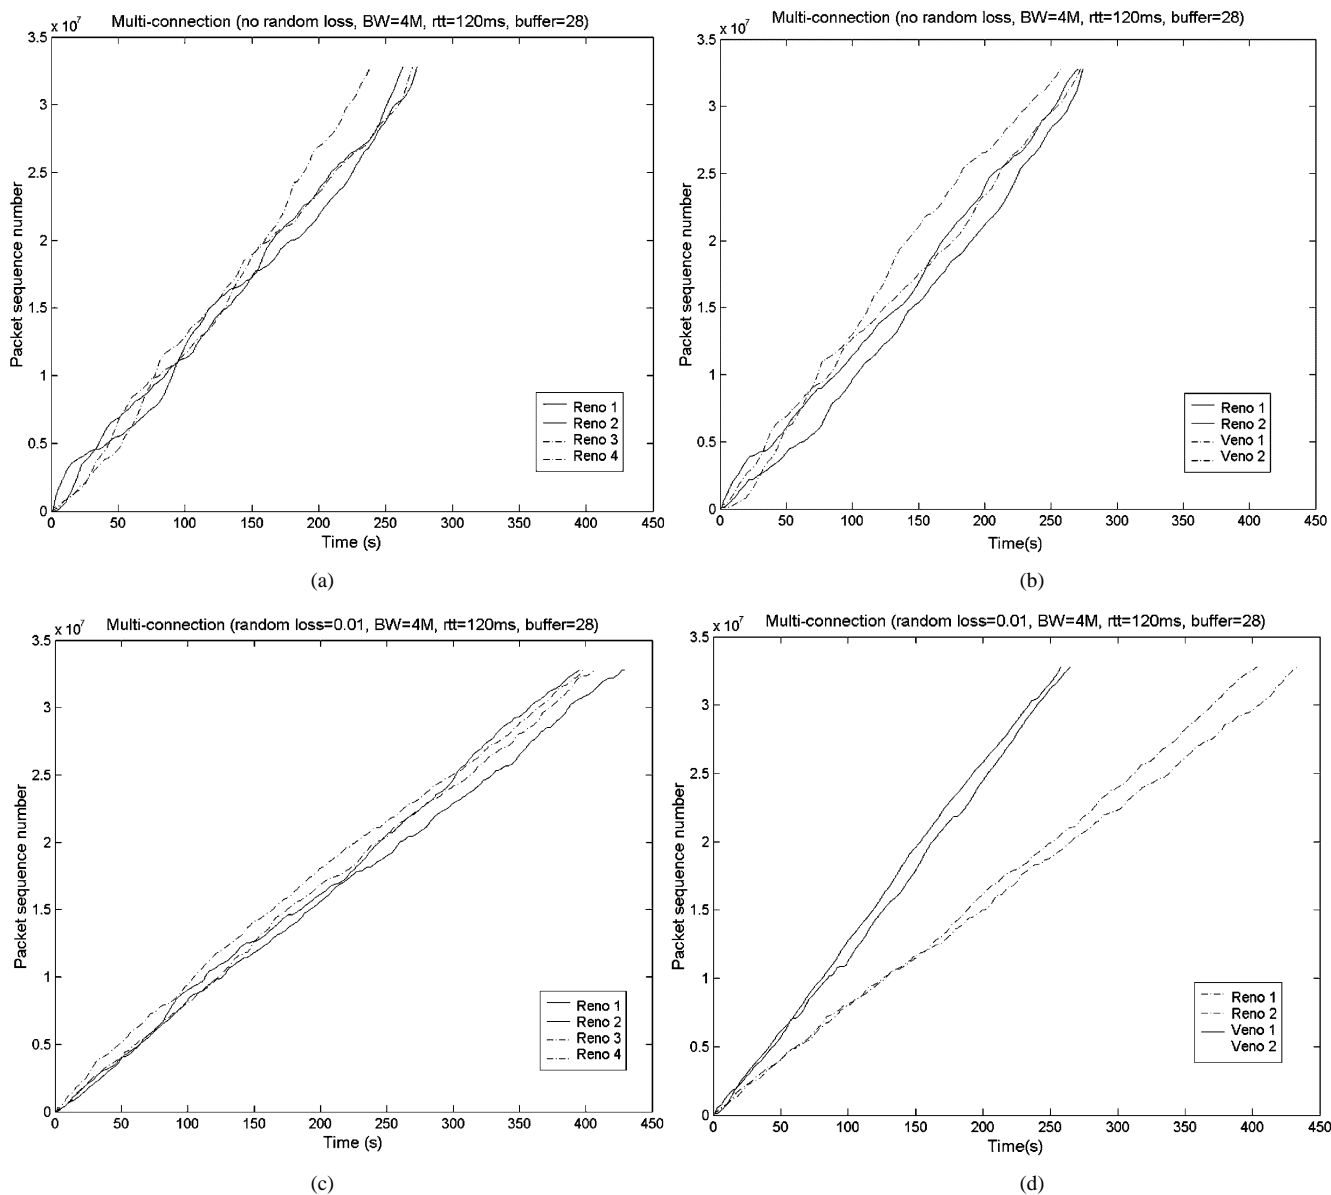 Multi-connection (no random loss, BW=4M, rtt=120ms, buffer=28)
x 10^7
3.5
3
2.5
2
1.5
1
0.5
0
Packet sequence number
Reno 1
Reno 2
Reno 3
Reno 4
0 50 100 150 200 250 300 350 400 450
Time (s)
(a)
Multi-connection (no random loss, BW=4M, rtt=120ms, buffer=28)
x 10^7
3.5
3
2.5
2
1.5
1
0.5
0
Packet sequence number
Reno 1
Reno 2
Veno 1
Veno 2
0 50 100 150 200 250 300 350 400 450
Time(s)
(b)
Multi-connection (random loss=0.01, BW=4M, rtt=120ms, buffer=28)
x 10^7
3.5
3
2.5
2
1.5
1
0.5
0
Packet sequence number
Reno 1
Reno 2
Reno 3
Reno 4
0 50 100 150 200 250 300 350 400 450
Time (s)
(c)
Multi-connection (random loss=0.01, BW=4M, rtt=120ms, buffer=28)
x 10^7
3.5
3
2.5
2
1.5
1
0.5
0
Packet sequence number
Reno 1
Reno 2
Veno 1
Veno 2
0 50 100 150 200 250 300 350 400 450
Time(s)
(d)